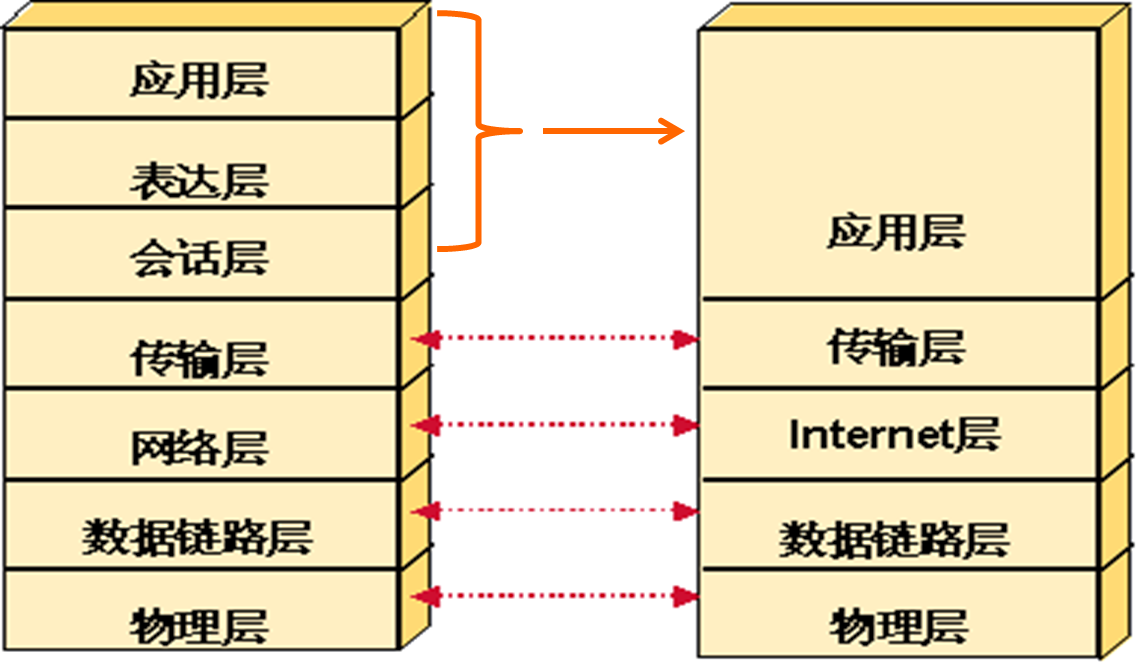 应用层
表达层
会话层
传输层
网络层
数据链路层
物理层
应用层
传输层
Internet层
数据链路层
物理层